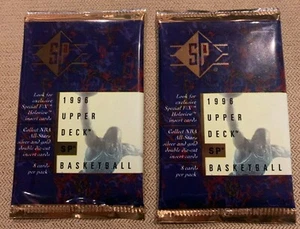 SP
Look for
exclusive
Special F/X™
Holoview
insert cards
Collect NBA
All-Stars
silver and gold
double die cut
insert cards
8 cards
per pack
1996
UPPER
DECK
SP
BASKETBALL
SP
Look for
exclusive
Special F/X™
Holoview
insert cards
Collect NBA
All-Stars
silver and gold
double die cut
insert cards
8 cards
per pack
1996
UPPER
DECK
SP
BASKETBALL